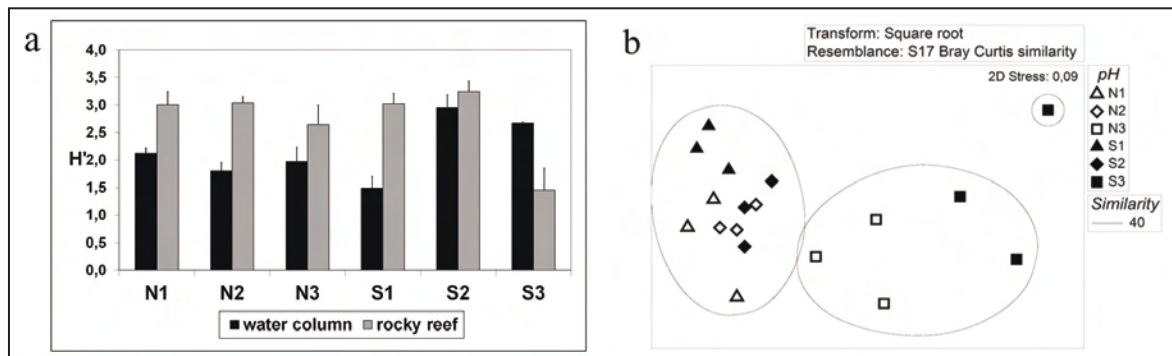 a
4,0
3,5
3,0
2,5
H'2,0
1,5
1,0
0,5
0,0
N1 N2 N3 S1 S2 S3
water column rocky reef
b
Transform: Square root
Resemblance: S17 Bray Curtis similarity
2D Stress: 0,09
pH
N1
N2
N3
S1
S2
S3
Similarity
40